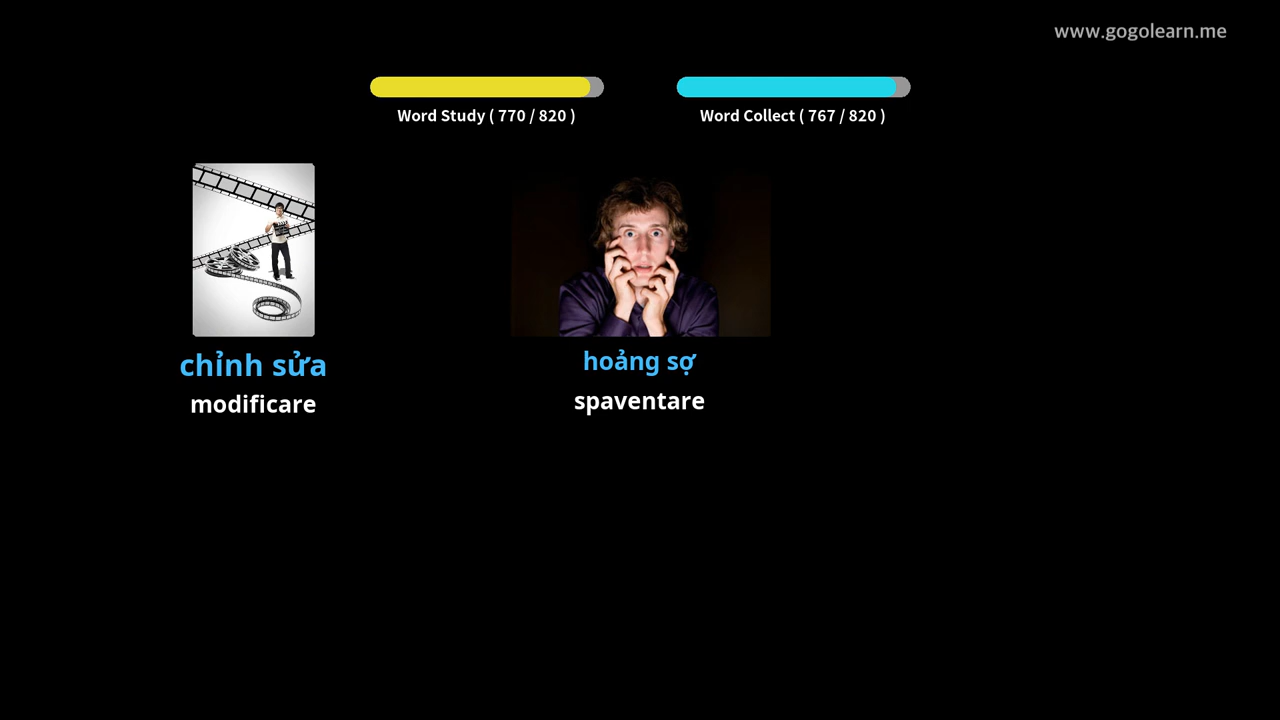 www.gogolearn.me
Word Study ( 770 / 820 )
Word Collect ( 767 / 820 )
chỉnh sửa
modificare
hoảng sợ
spaventare